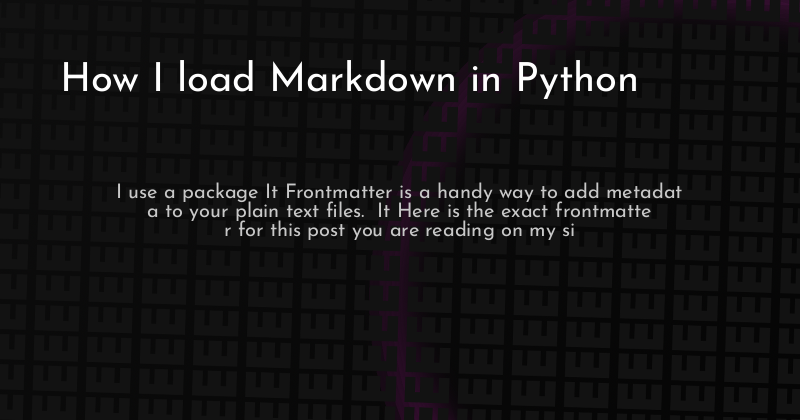 How I load Markdown in Python
I use a package It Frontmatter is a handy way to add metadat
a to your plain text files.  It Here is the exact frontmatte
r for this post you are reading on my si